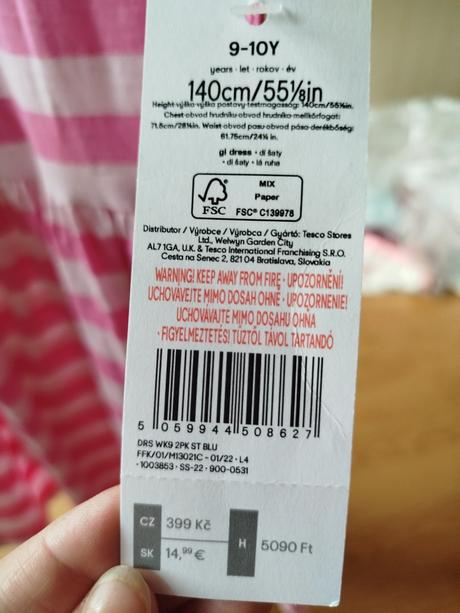 9-10Y
years · let · rokov · év
140cm/55⅛in
Height·výška·výška postavy·testmagasság: 140cm/55⅛in.
Chest·obvod hrudníku·obvod hrudníka·mellkörfogat:
71.5cm/28⅛in. Waist·obvod pasu·obvod pása·derékbőség:
61.75cm/24¼ in.
gl dress · dí šaty
· di šaty · lá ruha
FSC
MIX
Paper
FSC® C139978
Distributor / Výrobce / Výrobca / Gyártó: Tesco Stores
Ltd., Welwyn Garden City
AL7 1GA, U.K. & Tesco International Franchising S.R.O.
Cesta na Senec 2, 821 04 Bratislava, Slovakia
WARNING! KEEP AWAY FROM FIRE · UPOZORNĚNÍ!
UCHOVÁVEJTE MIMO DOSAH OHNĚ · UPOZORNENIE!
UCHOVÁVAJTE MIMO DOSAHU OHŇA
· FIGYELMEZTETÉS! TŰZTŐL TÁVOL TARTANDÓ
5 059944 508627
DRS WK9 2PK ST BLU
FFK/01/M13021C - 01/22 · L4
·1003853 · SS-22 · 900-0531
CZ 399 Kč
SK 14,99 €
H 5090 Ft